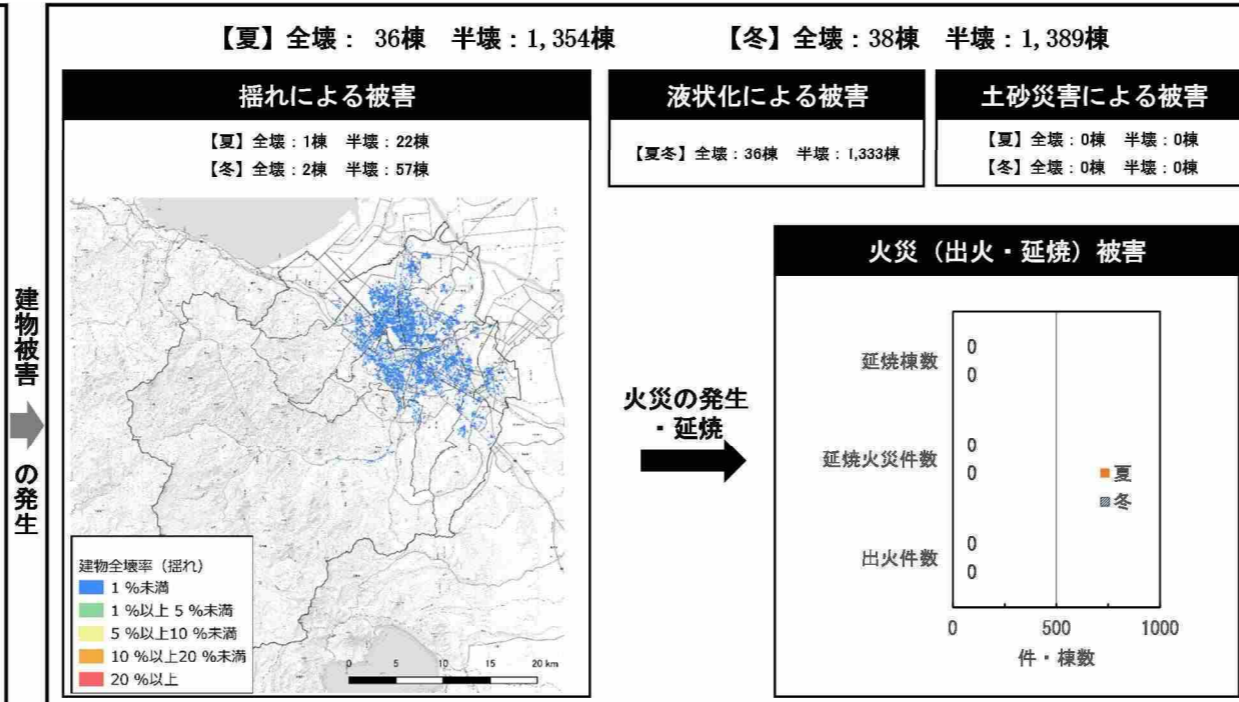 建物被害
の発生
【夏】全壊： 36棟　半壊：1,354棟
【冬】全壊：38棟　半壊：1,389棟
揺れによる被害
【夏】全壊：1棟　半壊：22棟
【冬】全壊：2棟　半壊：57棟
建物全壊率（揺れ）
1 %未満
1 %以上 5 %未満
5 %以上10 %未満
10 %以上20 %未満
20 %以上
0 5 10 15 20 km
液状化による被害
【夏冬】全壊：36棟　半壊：1,333棟
土砂災害による被害
【夏】全壊：0棟　半壊：0棟
【冬】全壊：0棟　半壊：0棟
火災の発生
・延焼
火災（出火・延焼）被害
延焼棟数
0
0
延焼火災件数
0
0
出火件数
0
0
夏
冬
0 500 1000
件・棟数